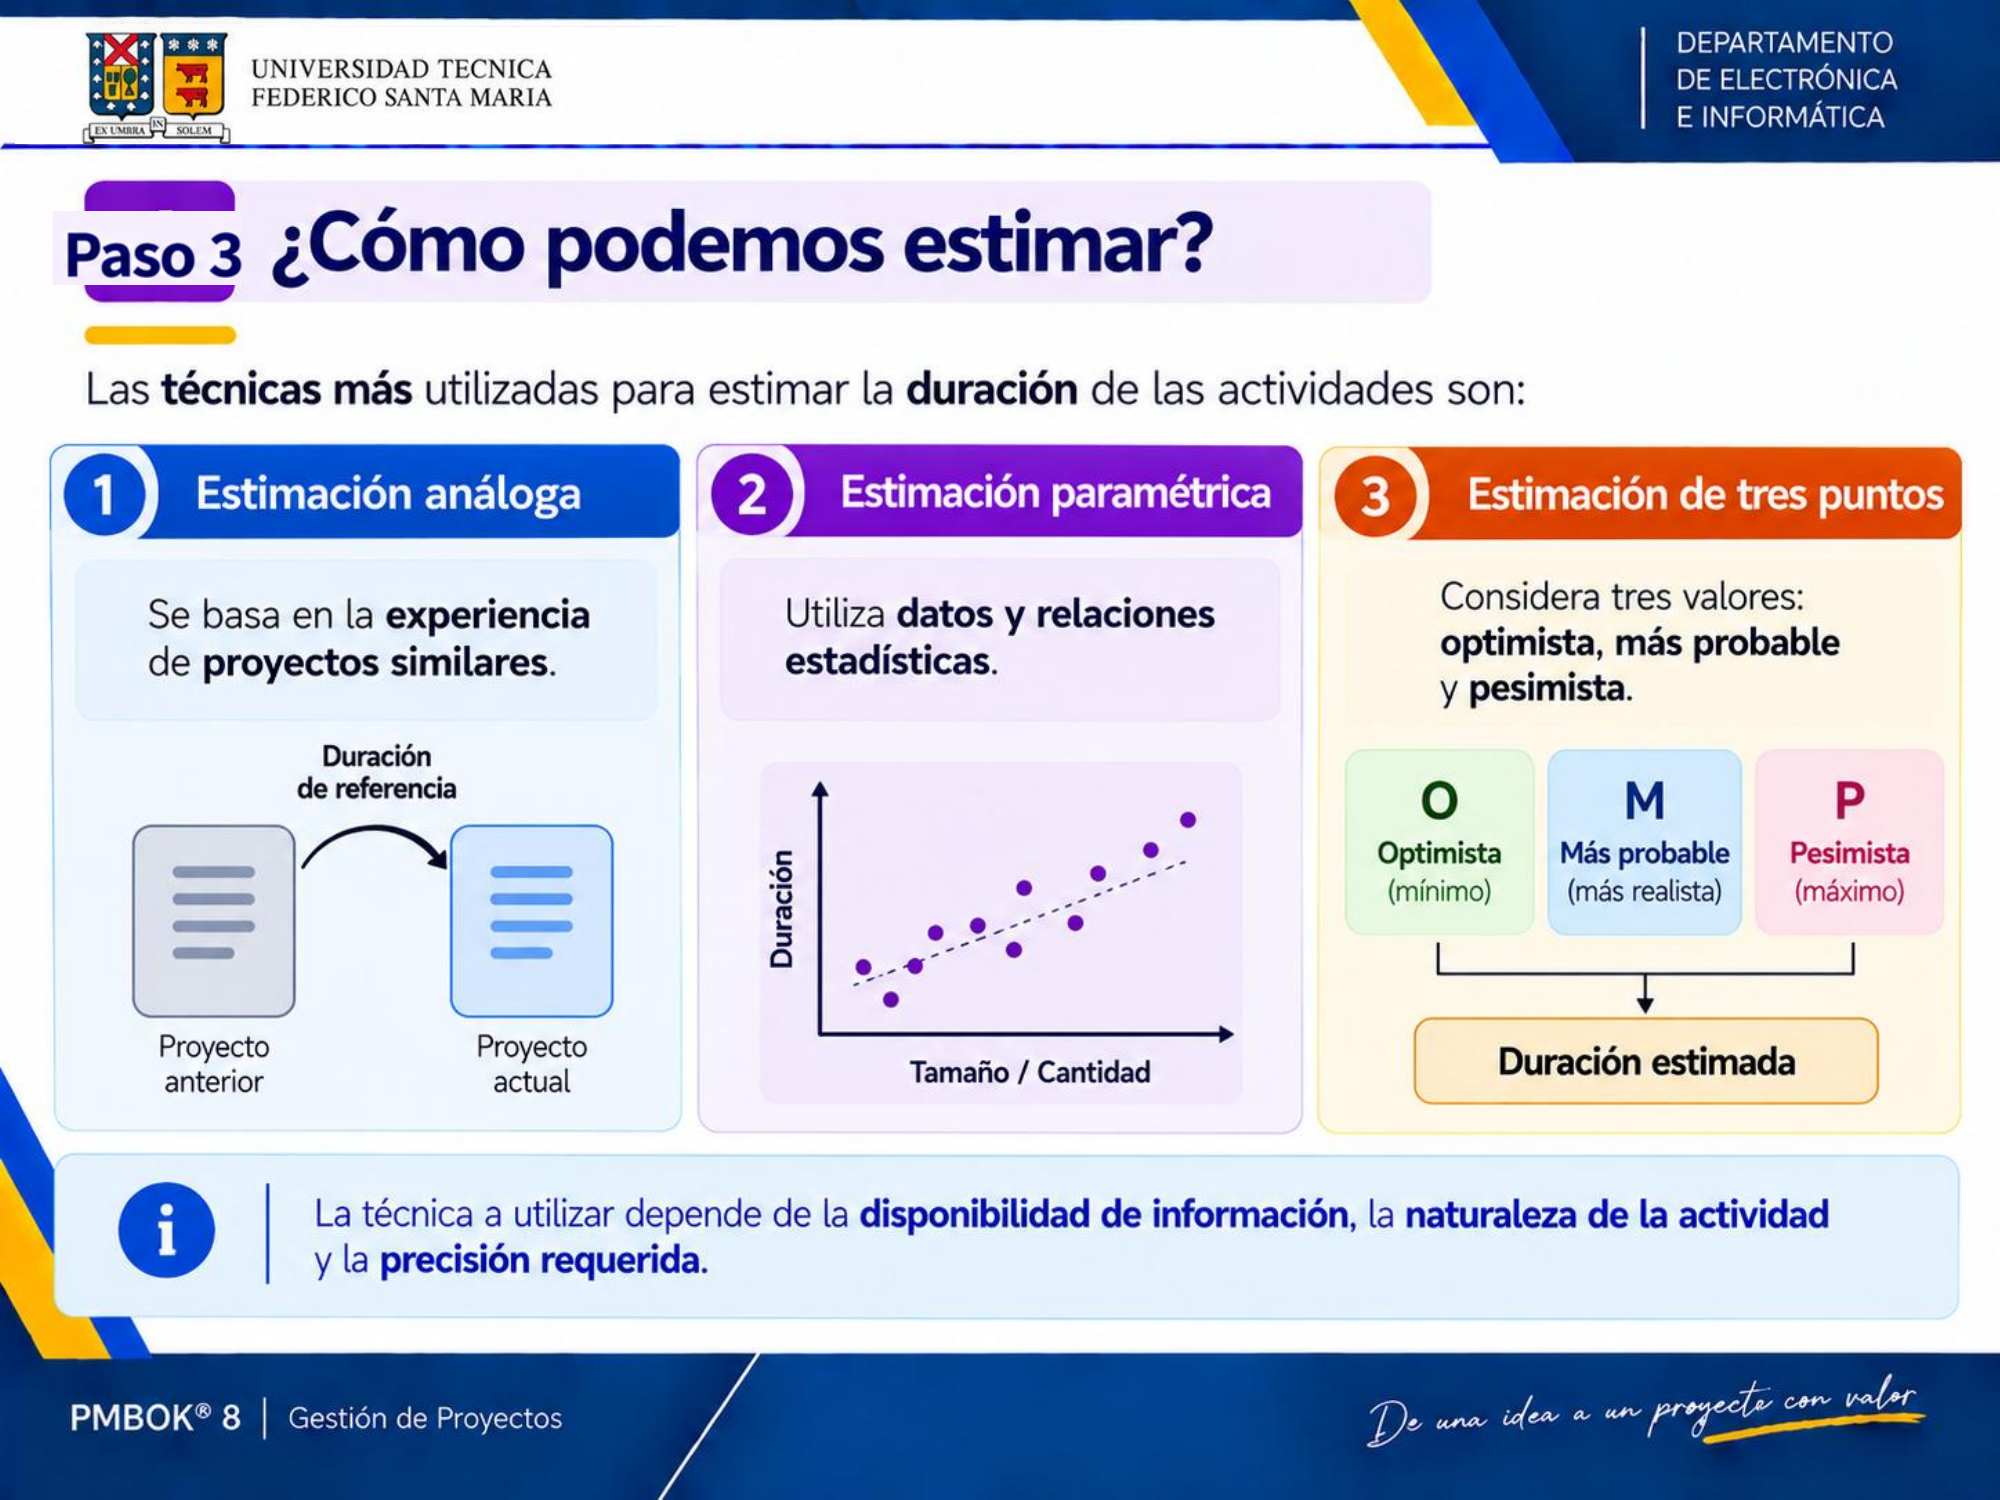 EX UMBRA IN SOLEM
UNIVERSIDAD TECNICA
FEDERICO SANTA MARIA
DEPARTAMENTO
DE ELECTRÓNICA
E INFORMÁTICA
Paso 3 ¿Cómo podemos estimar?
Las técnicas más utilizadas para estimar la duración de las actividades son:
1 Estimación análoga
Se basa en la experiencia
de proyectos similares.
Duración
de referencia
Proyecto
anterior
Proyecto
actual
2 Estimación paramétrica
Utiliza datos y relaciones
estadísticas.
Duración
Tamaño / Cantidad
3 Estimación de tres puntos
Considera tres valores:
optimista, más probable
y pesimista.
O
Optimista
(mínimo)
M
Más probable
(más realista)
P
Pesimista
(máximo)
Duración estimada
i
La técnica a utilizar depende de la disponibilidad de información, la naturaleza de la actividad
y la precisión requerida.
PMBOK® 8 | Gestión de Proyectos
De una idea a un proyecto con valor